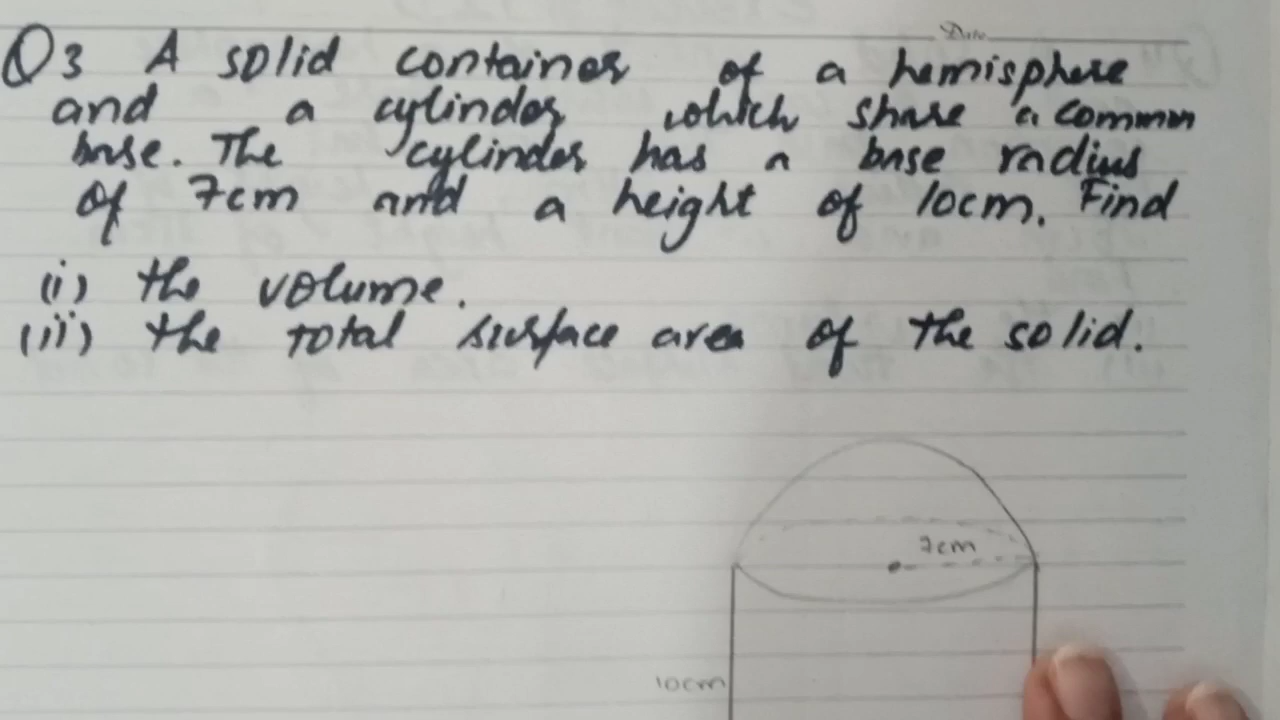 Date
Q3 A solid container of a hemisphere
and a cylinder which share a common
base. The cylinder has a base radius
of 7cm and a height of 10cm. Find
(i) the volume.
(ii) the total surface area of the solid.
7cm
10cm